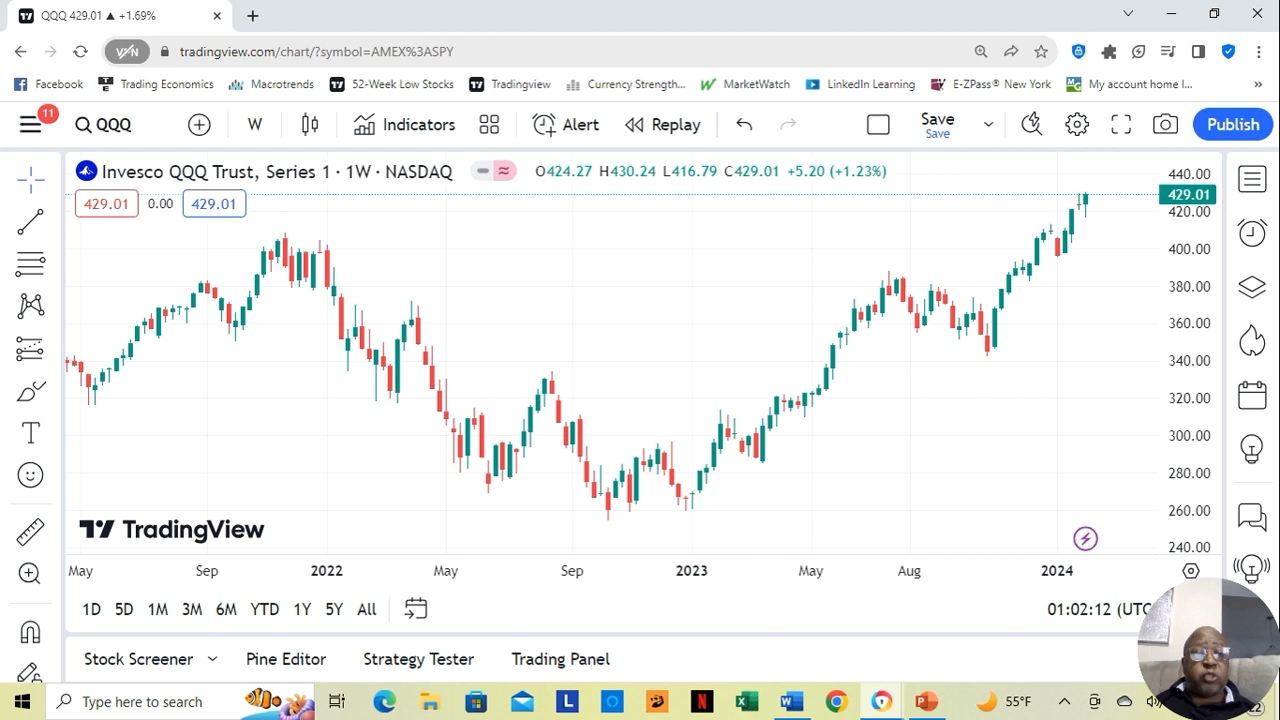 QQQ 429.01 ▲ +1.69%
VPN
tradingview.com/chart/?symbol=AMEX%3ASPY
Facebook Trading Economics Macrotrends 52-Week Low Stocks Tradingview Currency Strength... MarketWatch LinkedIn Learning E-ZPass® New York My account home l... »
11
QQQ W Indicators Alert Replay Save Publish
Save
Invesco QQQ Trust, Series 1 · 1W · NASDAQ O424.27 H430.24 L416.79 C429.01 +5.20 (+1.23%)
429.01 0.00 429.01
440.00
429.01
420.00
400.00
380.00
360.00
340.00
320.00
300.00
280.00
260.00
240.00
TradingView
May Sep 2022 May Sep 2023 May Aug 2024
1D 5D 1M 3M 6M YTD 1Y 5Y All 01:02:12 (UTC
Stock Screener Pine Editor Strategy Tester Trading Panel
Type here to search L N X W P 55°F 22